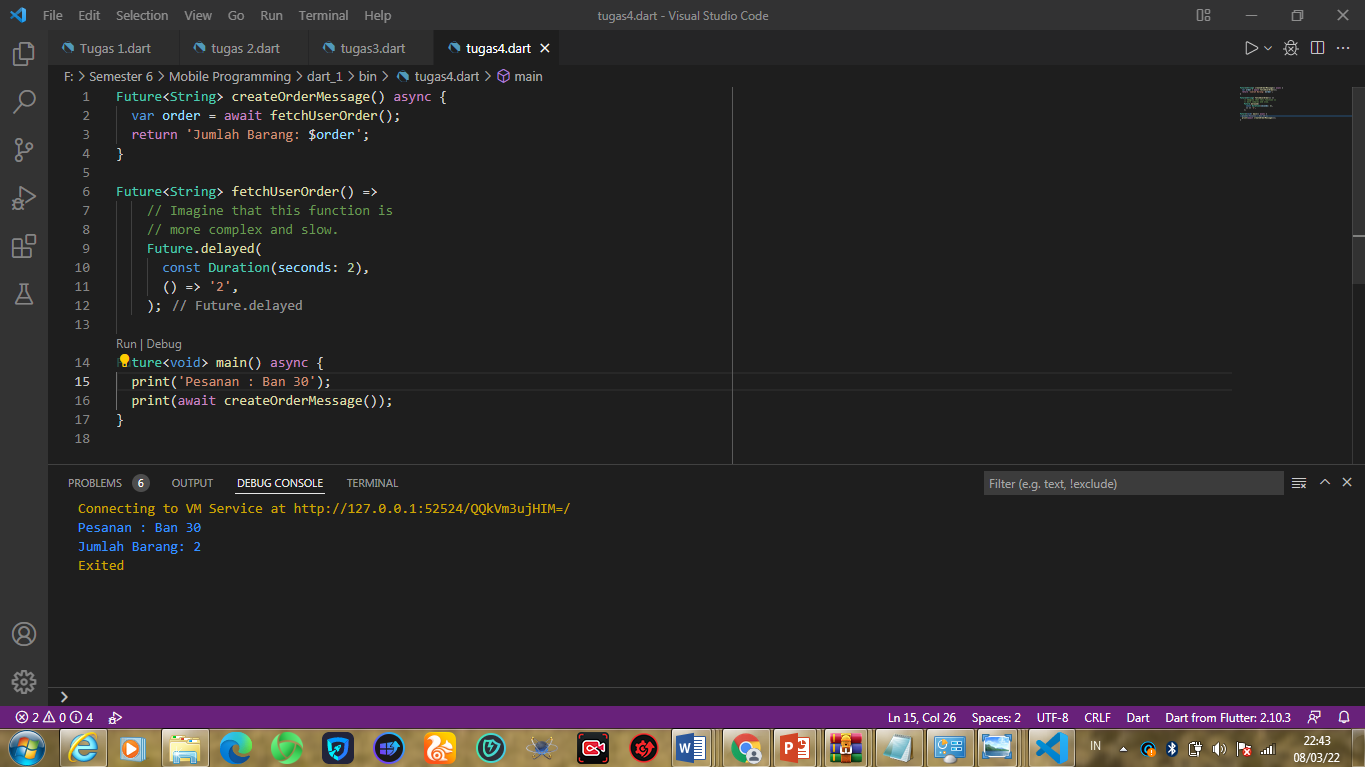 File Edit Selection View Go Run Terminal Help tugas4.dart - Visual Studio Code
Tugas 1.dart tugas 2.dart tugas3.dart tugas4.dart
F: > Semester 6 > Mobile Programming > dart_1 > bin > tugas4.dart > main
1 Future<String> createOrderMessage() async {
2 var order = await fetchUserOrder();
3 return 'Jumlah Barang: $order';
4 }
5
6 Future<String> fetchUserOrder() =>
7 // Imagine that this function is
8 // more complex and slow.
9 Future.delayed(
10 const Duration(seconds: 2),
11 () => '2',
12 ); // Future.delayed
13
Run | Debug
14 ture<void> main() async {
15 print('Pesanan : Ban 30');
16 print(await createOrderMessage());
17 }
18
PROBLEMS 6 OUTPUT DEBUG CONSOLE TERMINAL Filter (e.g. text, !exclude)
Connecting to VM Service at http://127.0.0.1:52524/QQkVm3ujHIM=/
Pesanan : Ban 30
Jumlah Barang: 2
Exited
2 0 4 Ln 15, Col 26 Spaces: 2 UTF-8 CRLF Dart Dart from Flutter: 2.10.3
IN 22:43
08/03/22